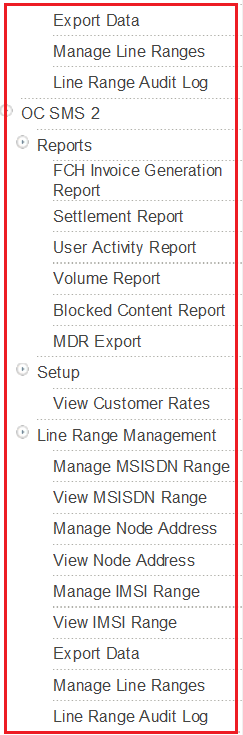 Export Data
Manage Line Ranges
Line Range Audit Log
OC SMS 2
Reports
FCH Invoice Generation
Report
Settlement Report
User Activity Report
Volume Report
Blocked Content Report
MDR Export
Setup
View Customer Rates
Line Range Management
Manage MSISDN Range
View MSISDN Range
Manage Node Address
View Node Address
Manage IMSI Range
View IMSI Range
Export Data
Manage Line Ranges
Line Range Audit Log